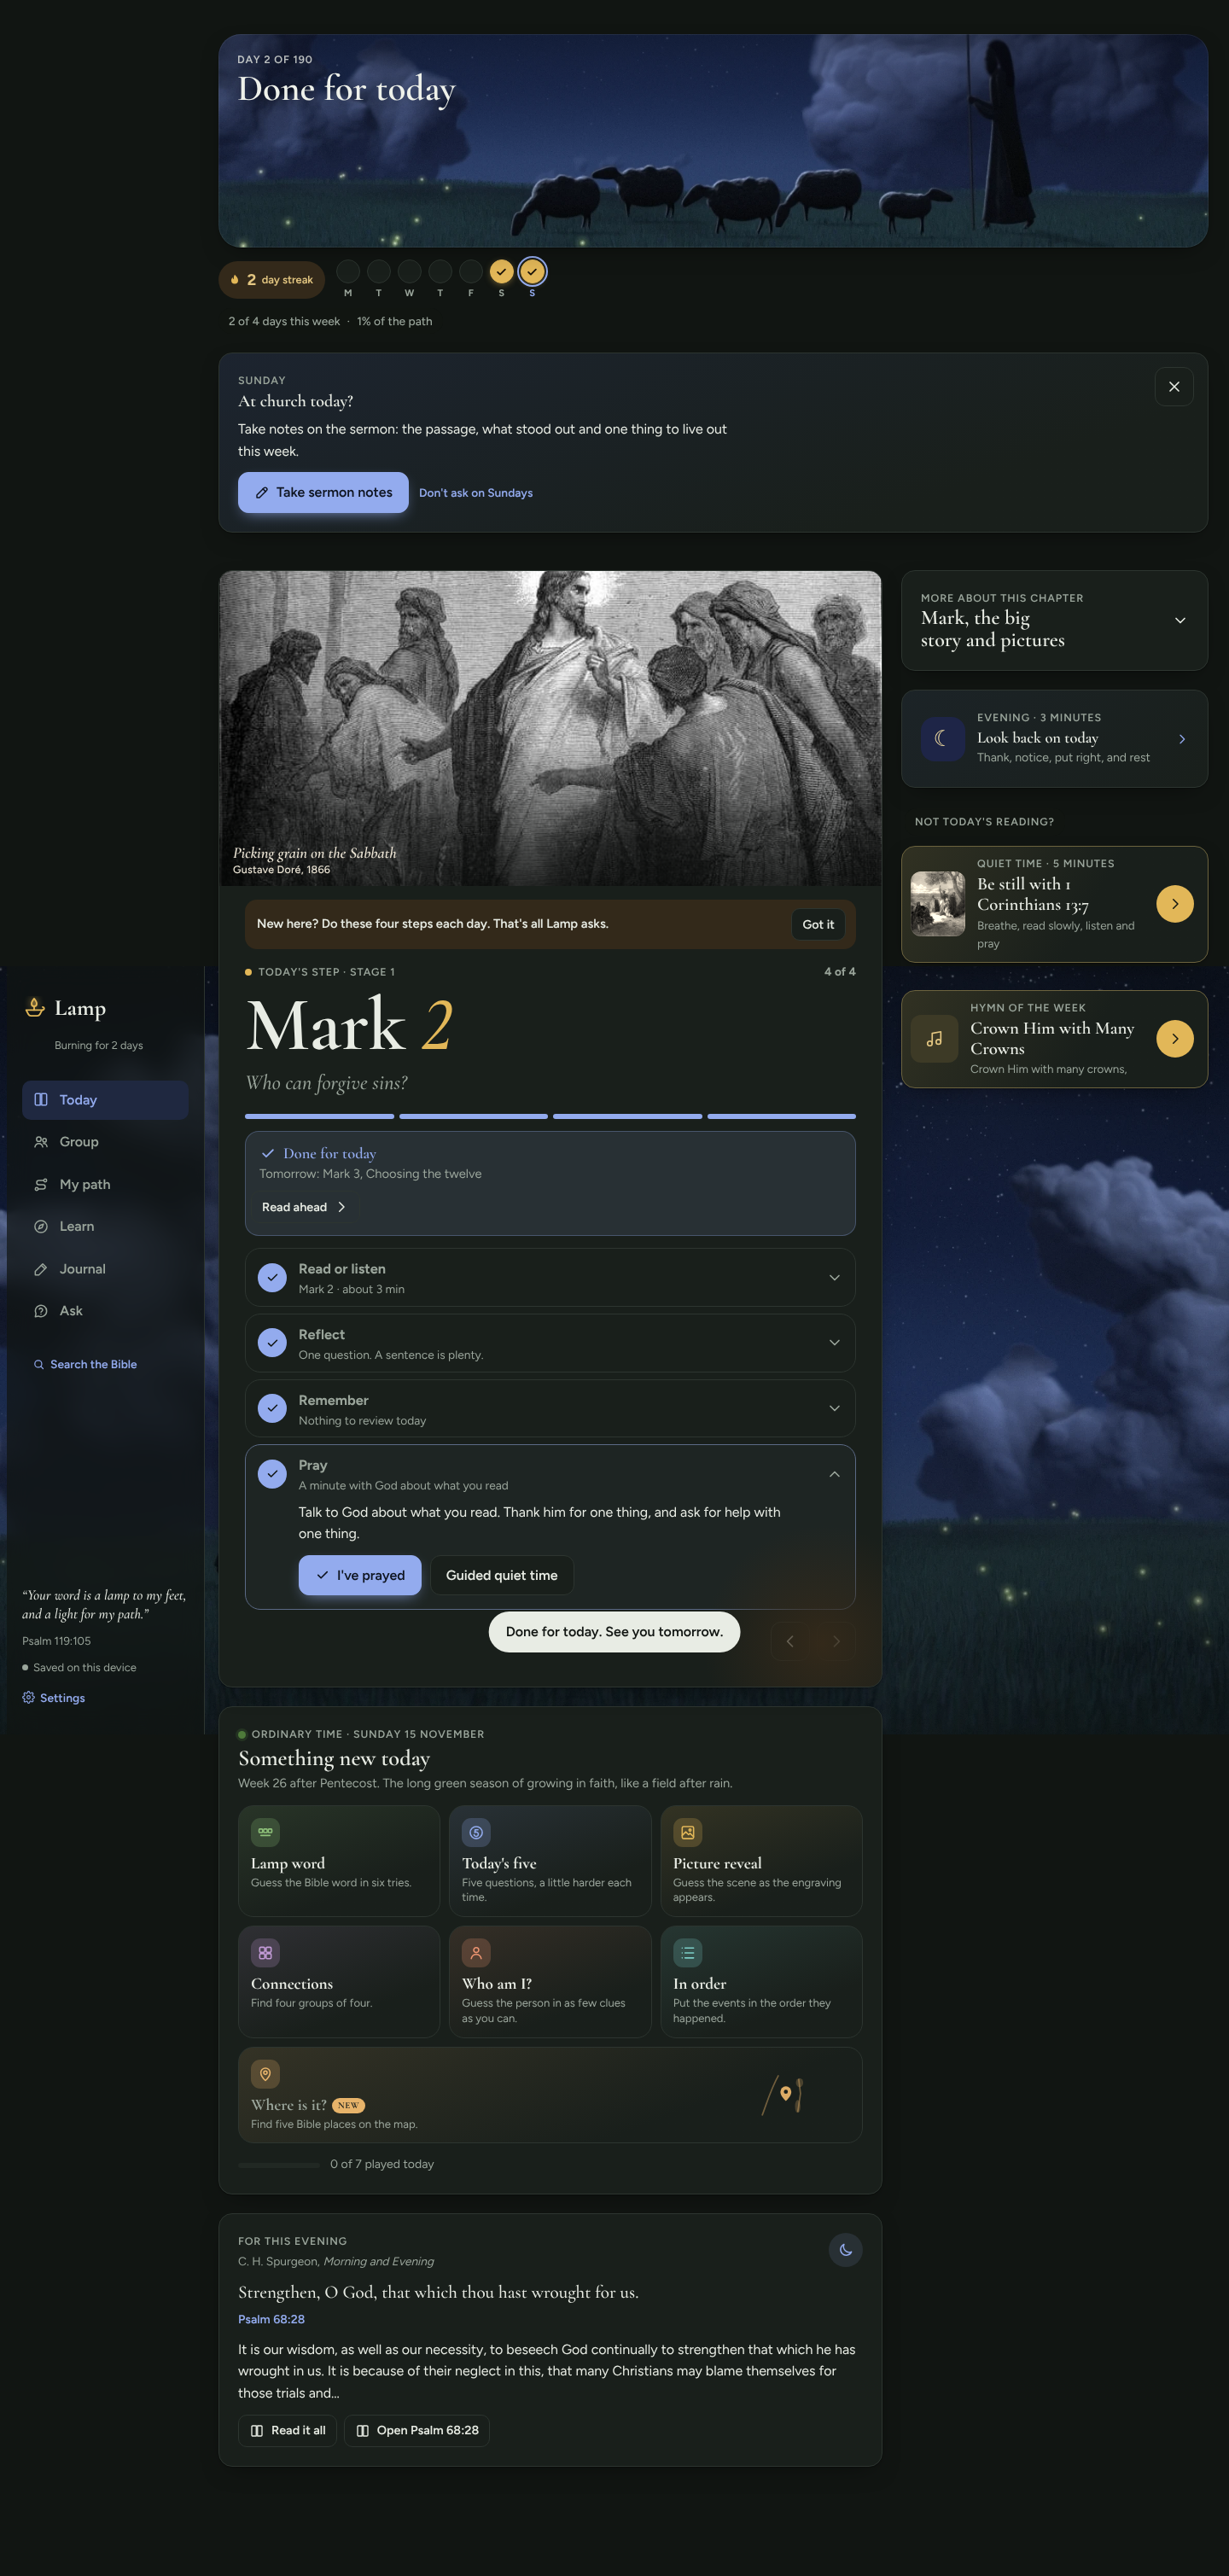 DAY 2 OF 190
Done for today
2 day streak
M T W T F S S
2 of 4 days this week · 1% of the path
SUNDAY
At church today?
Take notes on the sermon: the passage, what stood out and one thing to live out
this week.
Take sermon notes
Don't ask on Sundays
Picking grain on the Sabbath
Gustave Doré, 1866
New here? Do these four steps each day. That's all Lamp asks.
Got it
TODAY'S STEP · STAGE 1
4 of 4
Mark 2
Who can forgive sins?
Done for today
Tomorrow: Mark 3, Choosing the twelve
Read ahead
Read or listen
Mark 2 · about 3 min
Reflect
One question. A sentence is plenty.
Remember
Nothing to review today
Pray
A minute with God about what you read
Talk to God about what you read. Thank him for one thing, and ask for help with
one thing.
I've prayed
Guided quiet time
Done for today. See you tomorrow.
MORE ABOUT THIS CHAPTER
Mark, the big
story and pictures
EVENING · 3 MINUTES
Look back on today
Thank, notice, put right, and rest
NOT TODAY'S READING?
QUIET TIME · 5 MINUTES
Be still with 1
Corinthians 13:7
Breathe, read slowly, listen and
pray
HYMN OF THE WEEK
Crown Him with Many
Crowns
Crown Him with many crowns,
Lamp
Burning for 2 days
Today
Group
My path
Learn
Journal
Ask
Search the Bible
“Your word is a lamp to my feet,
and a light for my path.”
Psalm 119:105
Saved on this device
Settings
ORDINARY TIME · SUNDAY 15 NOVEMBER
Something new today
Week 26 after Pentecost. The long green season of growing in faith, like a field after rain.
Lamp word
Guess the Bible word in six tries.
Today's five
Five questions, a little harder each
time.
Picture reveal
Guess the scene as the engraving
appears.
Connections
Find four groups of four.
Who am I?
Guess the person in as few clues
as you can.
In order
Put the events in the order they
happened.
Where is it? NEW
Find five Bible places on the map.
0 of 7 played today
FOR THIS EVENING
C. H. Spurgeon, Morning and Evening
Strengthen, O God, that which thou hast wrought for us.
Psalm 68:28
It is our wisdom, as well as our necessity, to beseech God continually to strengthen that which he has
wrought in us. It is because of their neglect in this, that many Christians may blame themselves for
those trials and...
Read it all
Open Psalm 68:28